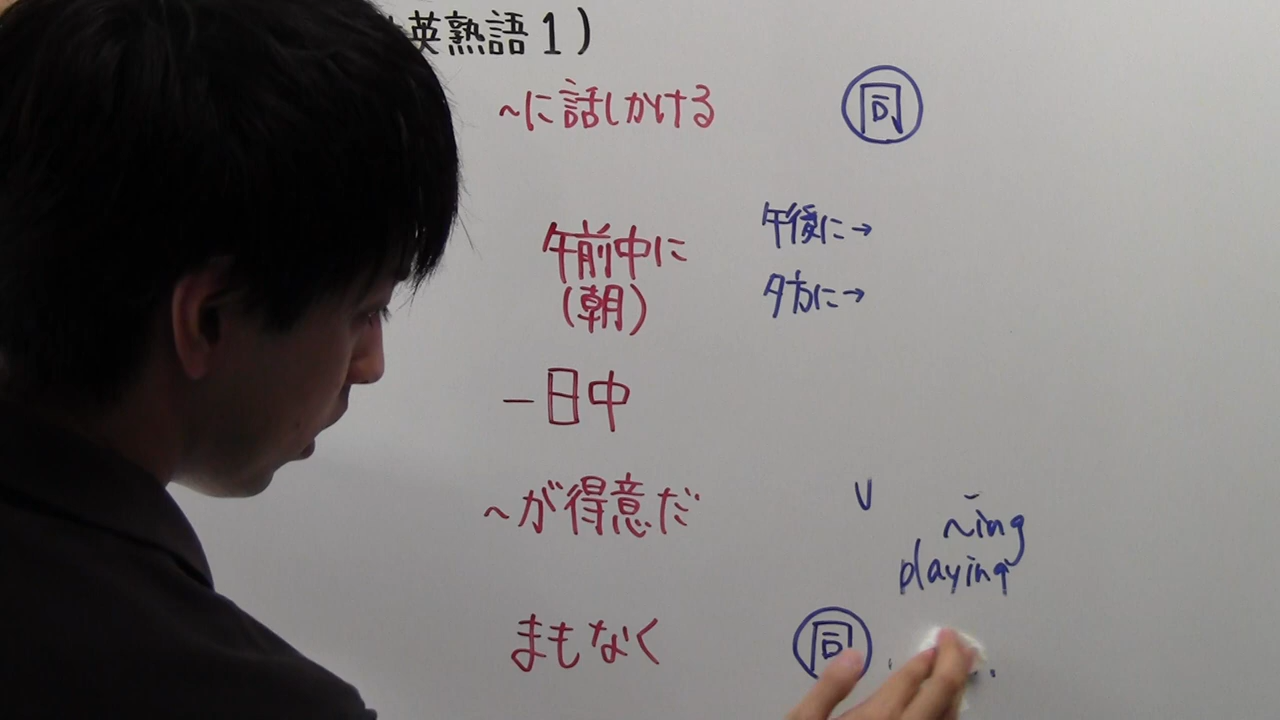 英熟語1)
~に話しかける 同
午前中に
(朝)
午後に→
夕方に→
一日中
~が得意だ
V ~ing
playing
まもなく 同